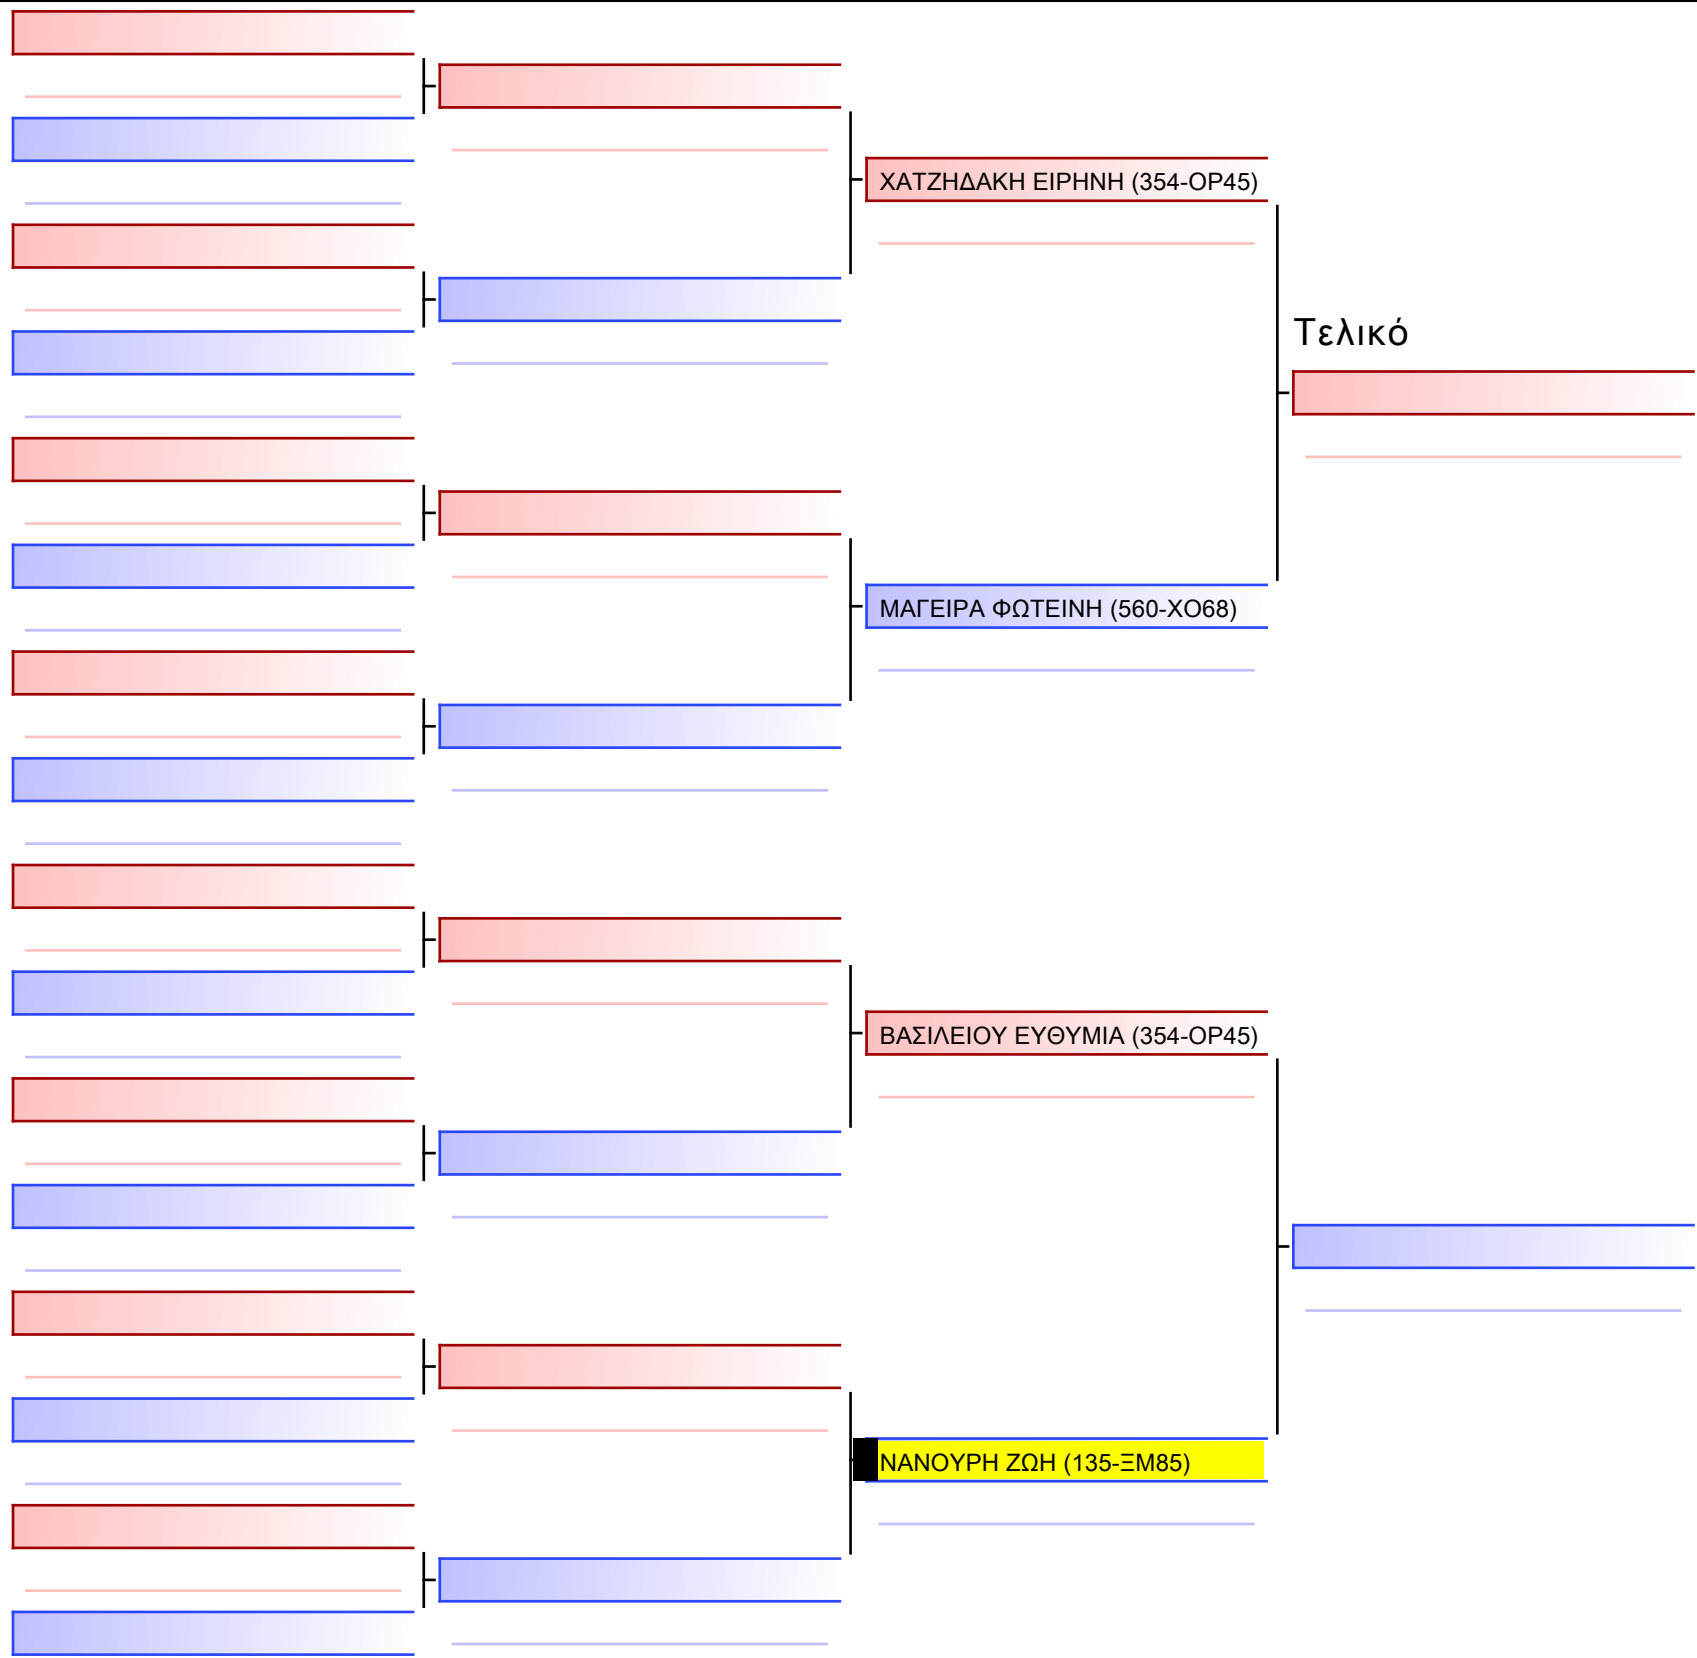 ΧΑΤΖΗΔΑΚΗ ΕΙΡΗΝΗ (354-ΟΡ45)
Τελικό
ΜΑΓΕΙΡΑ ΦΩΤΕΙΝΗ (560-ΧΟ68)
ΒΑΣΙΛΕΙΟΥ ΕΥΘΥΜΙΑ (354-ΟΡ45)
ΝΑΝΟΥΡΗ ΖΩΗ (135-ΞΜ85)